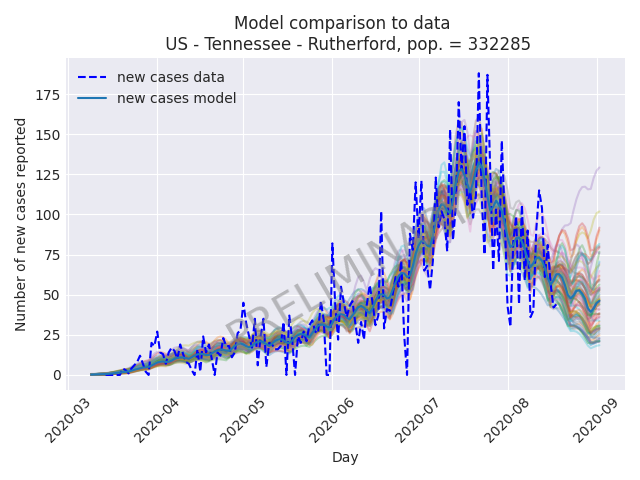 Model comparison to data
US - Tennessee - Rutherford, pop. = 332285
new cases data
new cases model
Number of new cases reported
175
150
125
100
75
50
25
0
PRELIMINARY
2020-03
2020-04
2020-05
2020-06
2020-07
2020-08
2020-09
Day